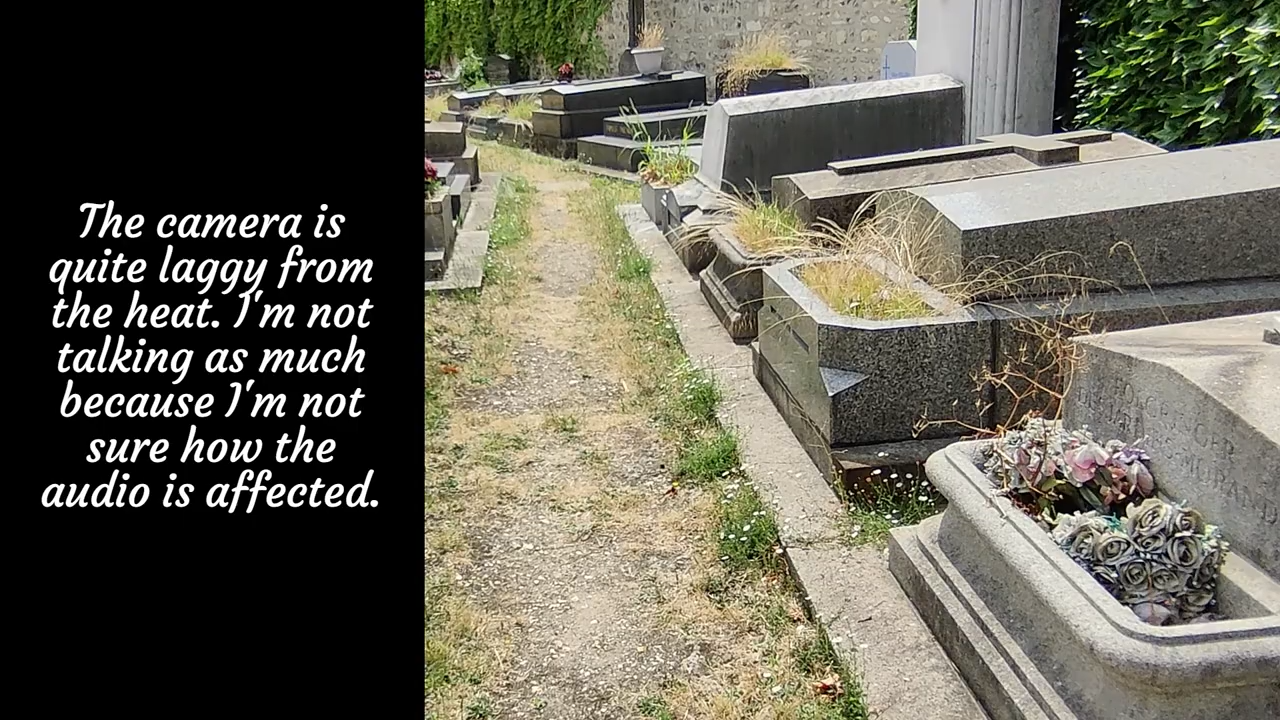 The camera is
quite laggy from
the heat. I'm not
talking as much
because I'm not
sure how the
audio is affected.